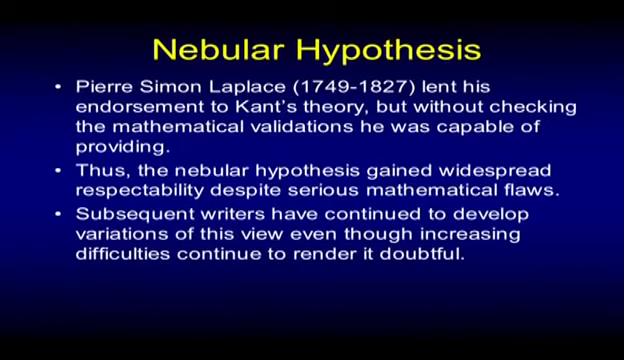 Nebular Hypothesis
• Pierre Simon Laplace (1749-1827) lent his
endorsement to Kant's theory, but without checking
the mathematical validations he was capable of
providing.
• Thus, the nebular hypothesis gained widespread
respectability despite serious mathematical flaws.
• Subsequent writers have continued to develop
variations of this view even though increasing
difficulties continue to render it doubtful.